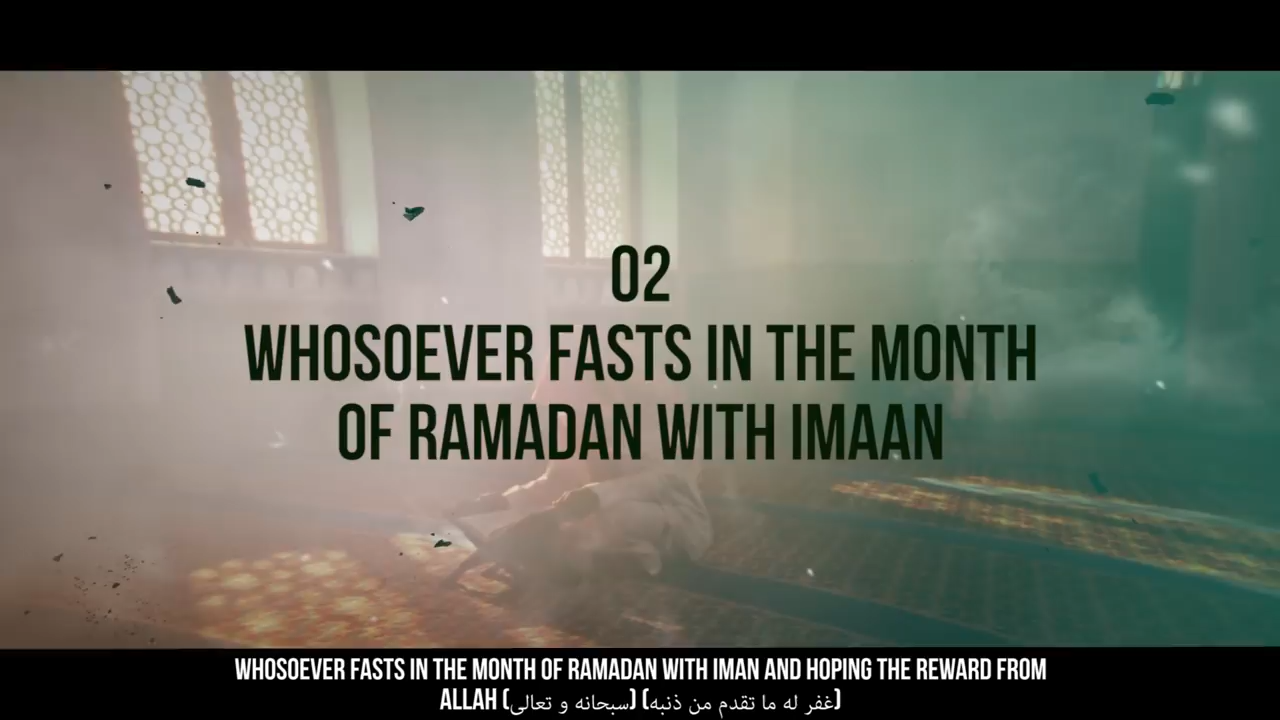 02
WHOSOEVER FASTS IN THE MONTH
OF RAMADAN WITH IMAAN
WHOSOEVER FASTS IN THE MONTH OF RAMADAN WITH IMAN AND HOPING THE REWARD FROM
ALLAH (سبحانه و تعالى) (غفر له ما تقدم من ذنبه)